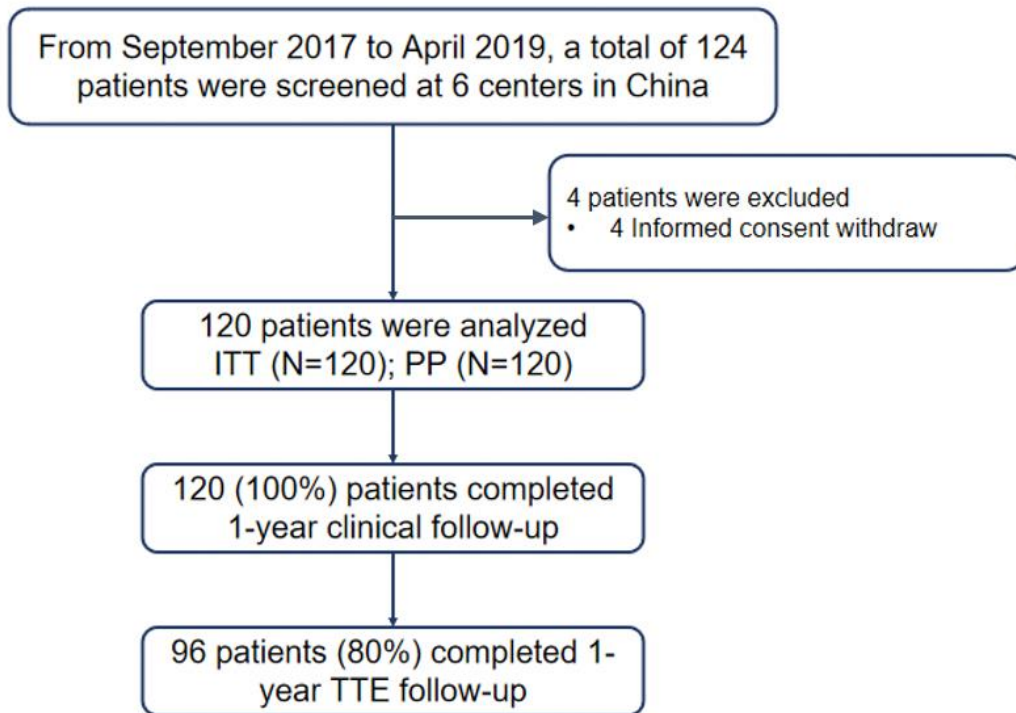 From September 2017 to April 2019, a total of 124
patients were screened at 6 centers in China
4 patients were excluded
• 4 Informed consent withdraw
120 patients were analyzed
ITT (N=120); PP (N=120)
120 (100%) patients completed
1-year clinical follow-up
96 patients (80%) completed 1-
year TTE follow-up